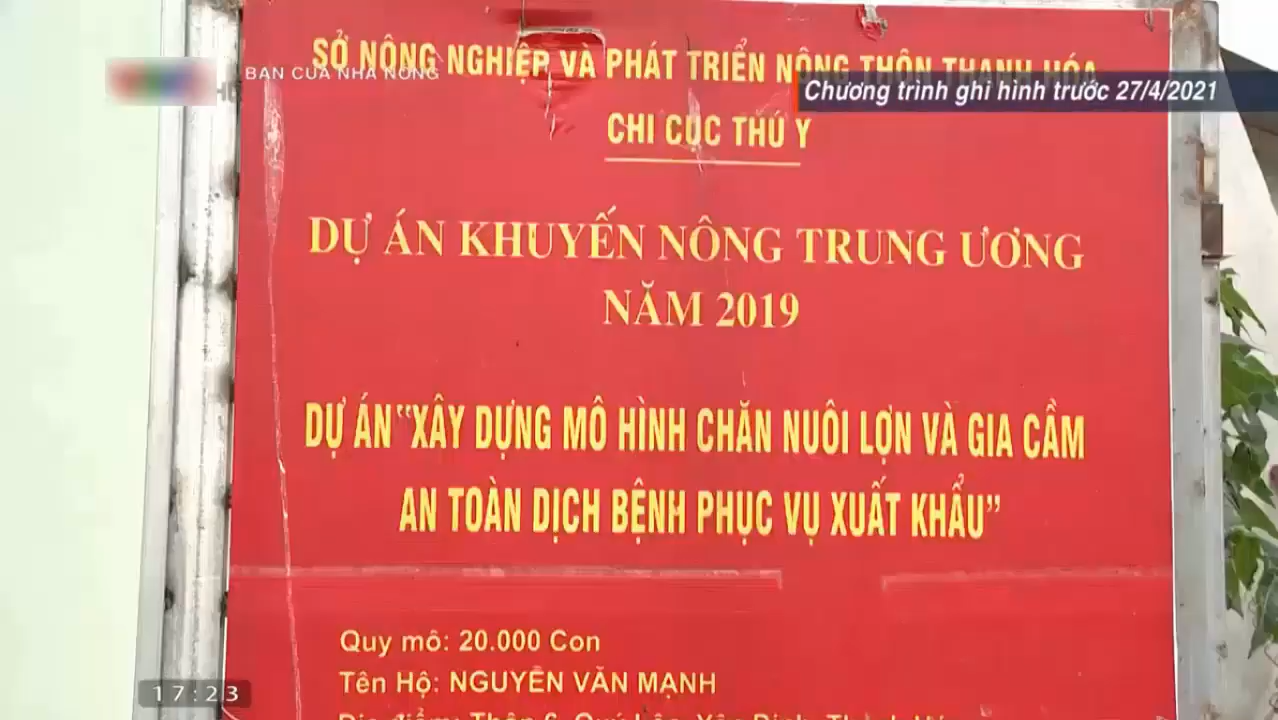 SỞ NÔNG NGHIỆP VÀ PHÁT TRIỂN NÔNG THÔN THANH HÓA
BẠN CỦA NHÀ NÔNG
Chương trình ghi hình trước 27/4/2021
CHI CỤC THÚ Y
DỰ ÁN KHUYẾN NÔNG TRUNG ƯƠNG
NĂM 2019
DỰ ÁN "XÂY DỰNG MÔ HÌNH CHĂN NUÔI LỢN VÀ GIA CẦM
AN TOÀN DỊCH BỆNH PHỤC VỤ XUẤT KHẨU"
Quy mô: 20.000 Con
Tên Hộ: NGUYỄN VĂN MẠNH
17:23